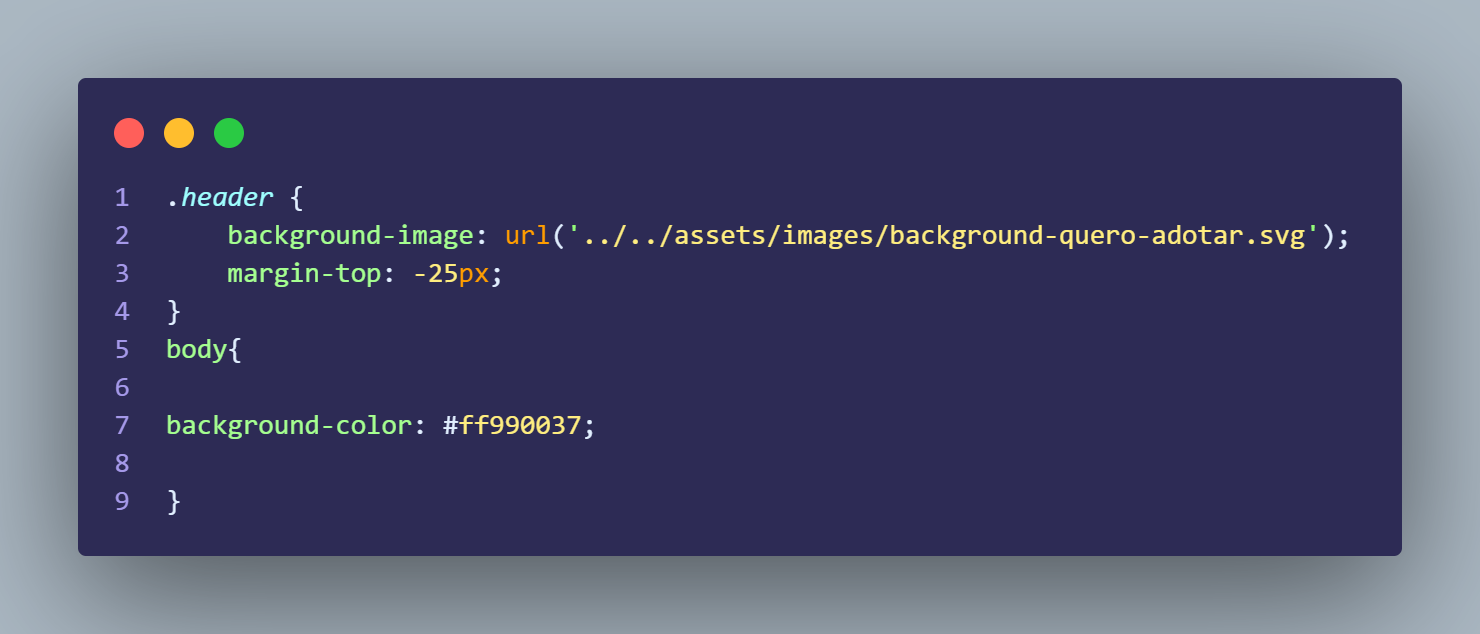 1 .header {
2     background-image: url('../../assets/images/background-quero-adotar.svg');
3     margin-top: -25px;
4 }
5 body{
6
7 background-color: #ff990037;
8
9 }